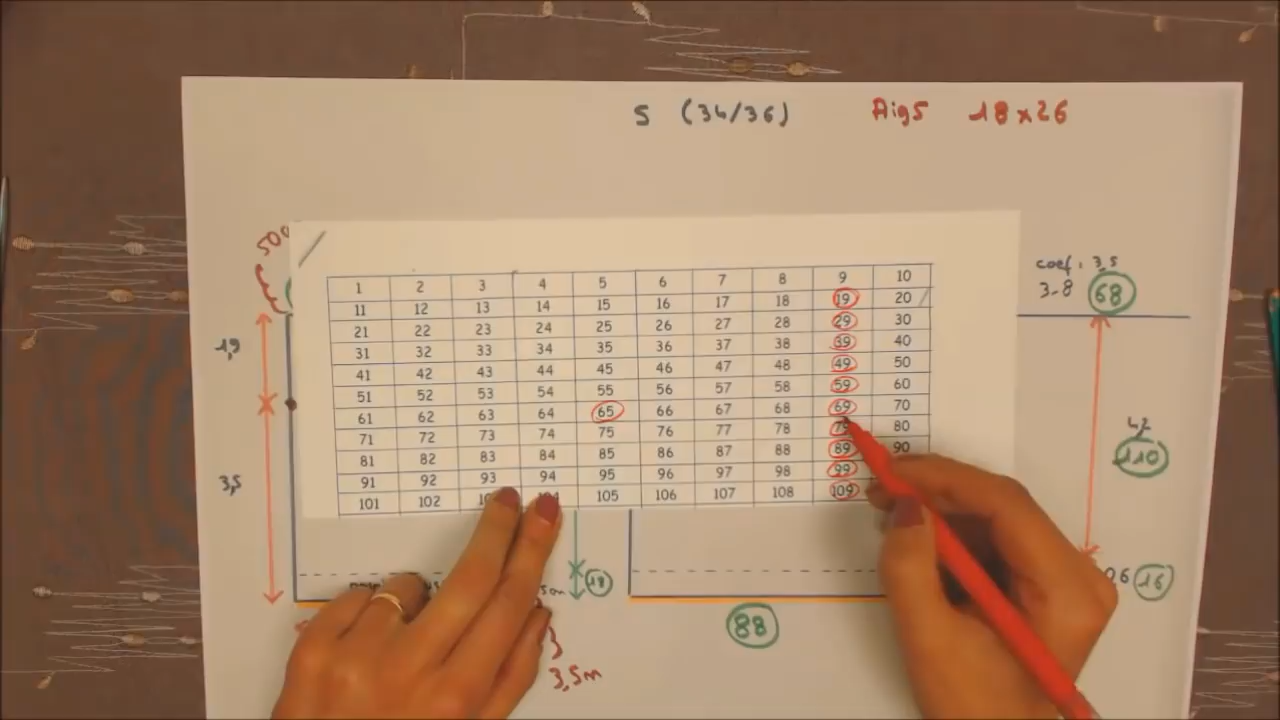 S (34/36) Aig 5 18x26
500
1 2 3 4 5 6 7 8 9 10
11 12 13 14 15 16 17 18 19 20
21 22 23 24 25 26 27 28 29 30
31 32 33 34 35 36 37 38 39 40
41 42 43 44 45 46 47 48 49 50
51 52 53 54 55 56 57 58 59 60
61 62 63 64 65 66 67 68 69 70
71 72 73 74 75 76 77 78 79 80
81 82 83 84 85 86 87 88 89 90
91 92 93 94 95 96 97 98 99
101 102 105 106 107 108 109
coef. 3,5
3-8 68
1,9
3,5
42
110
18
06 16
88
3,5m